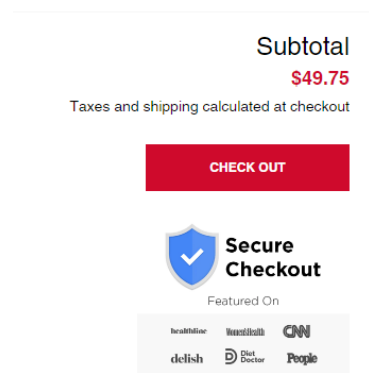 Subtotal
$49.75
Taxes and shipping calculated at checkout
CHECK OUT
Secure
Checkout
Featured On
healthline Women'sHealth CNN
delish Diet Doctor People